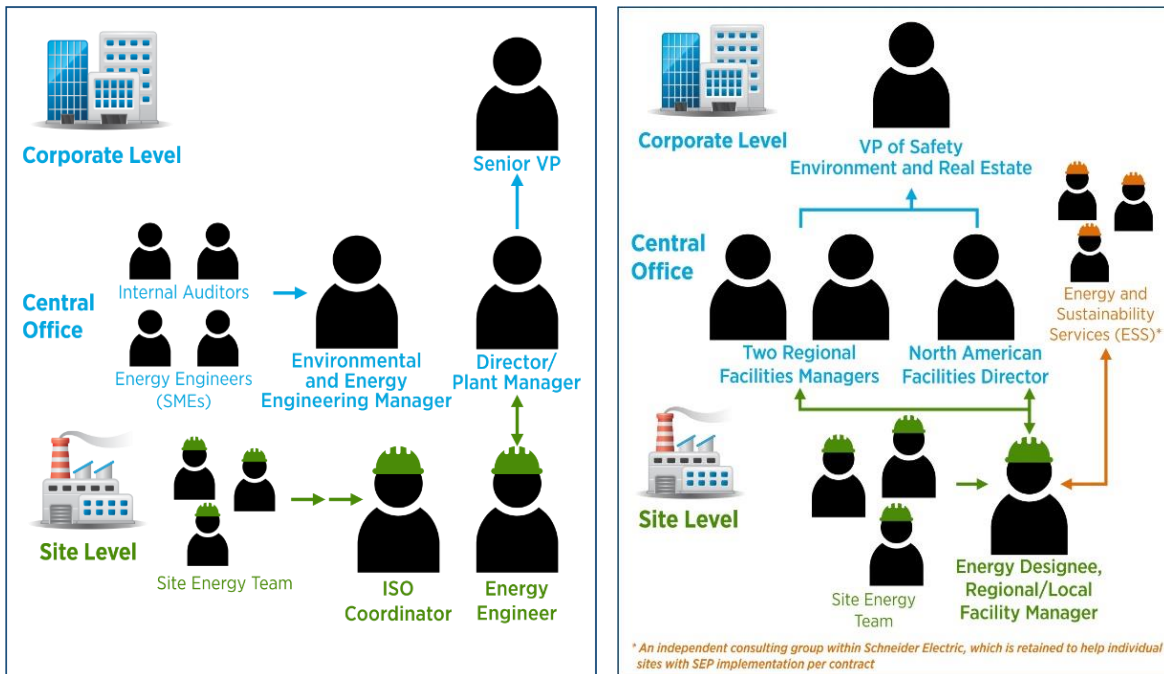 Corporate Level
Senior VP
Internal Auditors
Central
Office
Energy Engineers
(SMEs)
Environmental
and Energy
Engineering Manager
Director/
Plant Manager
Site Level
Site Energy Team
ISO
Coordinator
Energy
Engineer
Corporate Level
VP of Safety
Environment and Real Estate
Central
Office
Two Regional
Facilities Managers
North American
Facilities Director
Energy and
Sustainability
Services (ESS)*
Site Level
Site Energy
Team
Energy Designee,
Regional/Local
Facility Manager
* An independent consulting group within Schneider Electric, which is retained to help individual
sites with SEP implementation per contract